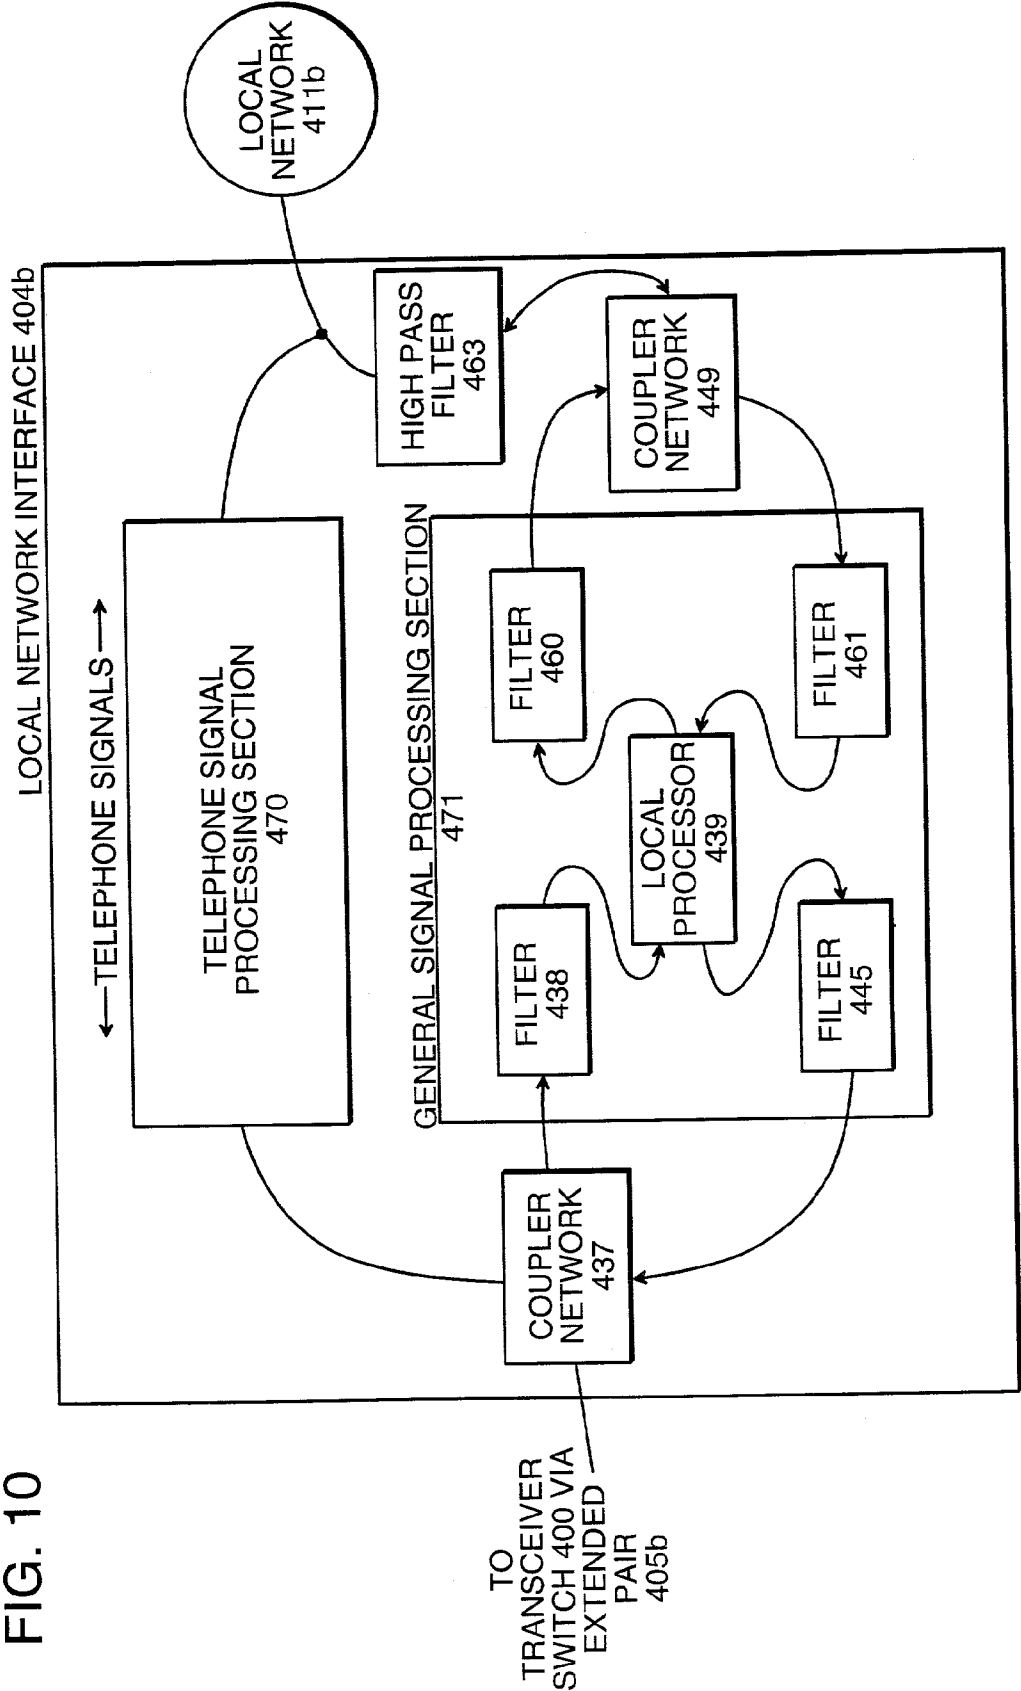 FIG. 10
LOCAL NETWORK INTERFACE 404b
←TELEPHONE SIGNALS→
TELEPHONE SIGNAL
PROCESSING SECTION
470
LOCAL
NETWORK
411b
HIGH PASS
FILTER
463
GENERAL SIGNAL PROCESSING SECTION
471
COUPLER
NETWORK
437
FILTER
438
FILTER
460
LOCAL
PROCESSOR
439
COUPLER
NETWORK
449
FILTER
445
FILTER
461
TO
TRANSCEIVER
SWITCH 400 VIA
EXTENDED
PAIR
405b